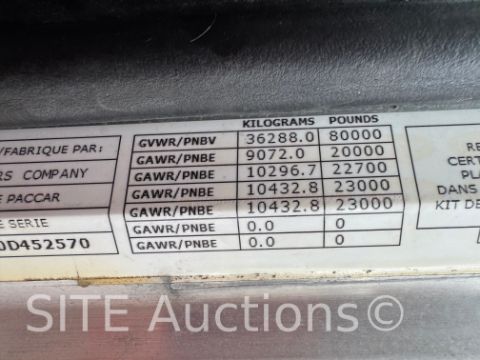 KILOGRAMS POUNDS
GVWR/PNBV 36288.0 80000
GAWR/PNBE 9072.0 20000
GAWR/PNBE 10296.7 22700
GAWR/PNBE 10432.8 23000
GAWR/PNBE 10432.8 23000
GAWR/PNBE 0.0 0
GAWR/PNBE 0.0 0
/FABRIQUE PAR:
RS COMPANY
E PACCAR
E SERIE
0D452570
RE
CERT
PLA
DANS
KIT DE
SITE Auctions.